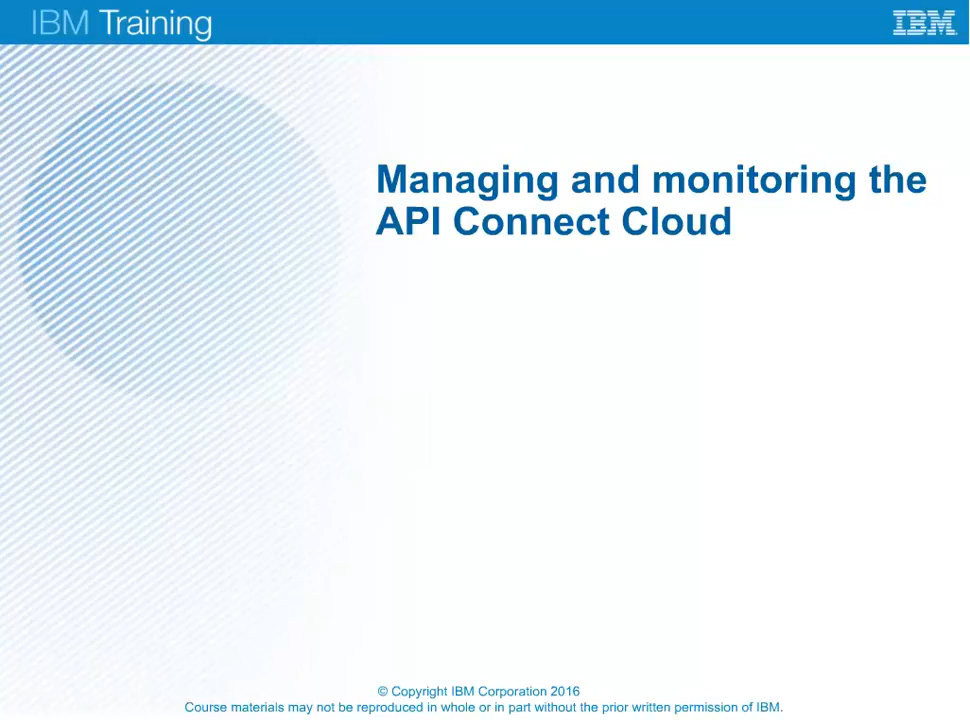 IBM Training
IBM
Managing and monitoring the
API Connect Cloud
© Copyright IBM Corporation 2016
Course materials may not be reproduced in whole or in part without the prior written permission of IBM.